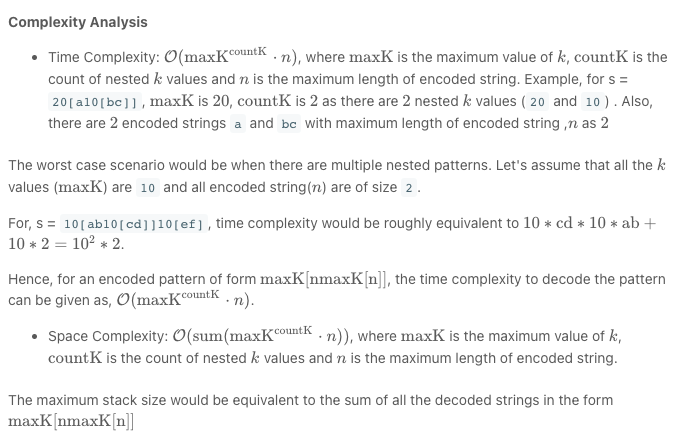 Complexity Analysis
• Time Complexity: O(maxK^countK · n), where maxK is the maximum value of k, countK is the
count of nested k values and n is the maximum length of encoded string. Example, for s =
20[a10[bc]] , maxK is 20, countK is 2 as there are 2 nested k values ( 20 and 10 ) . Also,
there are 2 encoded strings a and bc with maximum length of encoded string ,n as 2
The worst case scenario would be when there are multiple nested patterns. Let's assume that all the k
values (maxK) are 10 and all encoded string(n) are of size 2 .
For, s = 10[ab10[cd]]10[ef] , time complexity would be roughly equivalent to 10 * cd * 10 * ab +
10 * 2 = 10^2 * 2.
Hence, for an encoded pattern of form maxK[nmaxK[n]], the time complexity to decode the pattern
can be given as, O(maxK^countK · n).
• Space Complexity: O(sum(maxK^countK · n)), where maxK is the maximum value of k,
countK is the count of nested k values and n is the maximum length of encoded string.
The maximum stack size would be equivalent to the sum of all the decoded strings in the form
maxK[nmaxK[n]]